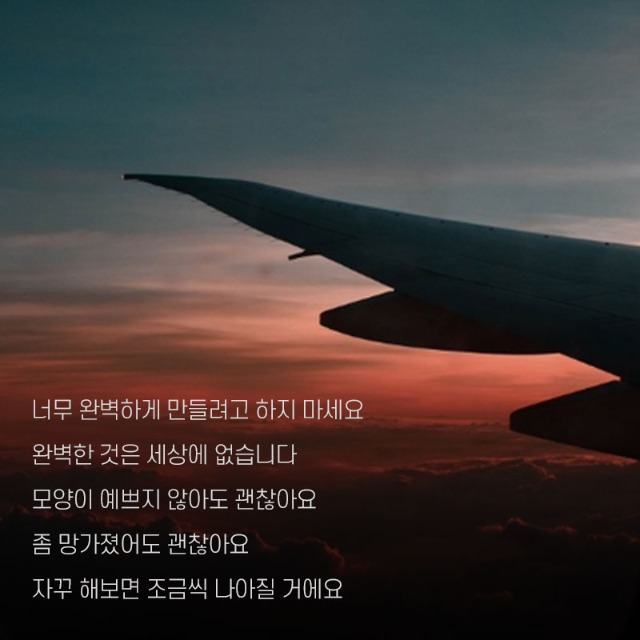 너무 완벽하게 만들려고 하지 마세요
완벽한 것은 세상에 없습니다
모양이 예쁘지 않아도 괜찮아요
좀 망가졌어도 괜찮아요
자꾸 해보면 조금씩 나아질 거에요